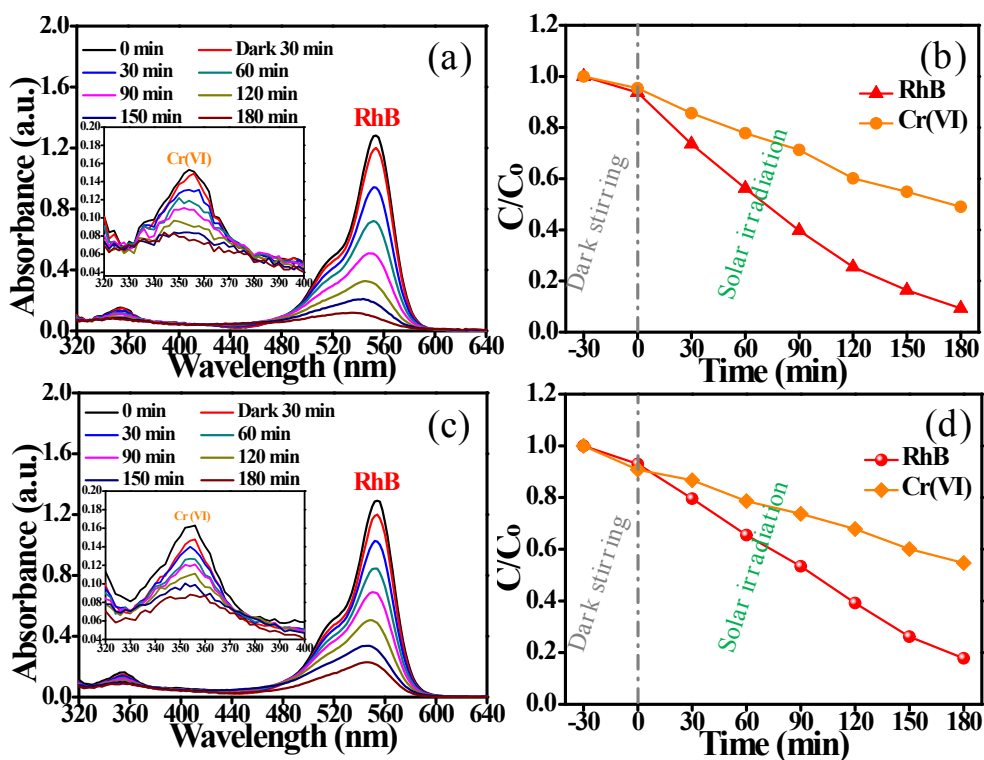 (a)
0 min Dark 30 min
30 min 60 min
90 min 120 min
150 min 180 min
RhB
Cr(VI)
0.20
0.18
0.16
0.14
0.12
0.10
0.08
0.06
0.04
320 330 340 350 360 370 380 390 400
2.0
1.6
1.2
0.8
0.4
0.0
Absorbance (a.u.)
320 360 400 440 480 520 560 600 640
Wavelength (nm)
(b)
RhB
Cr(VI)
Dark stirring
Solar irradiation
1.2
1.0
0.8
0.6
0.4
0.2
0.0
C/Co
-30 0 30 60 90 120 150 180
Time (min)
(c)
0 min Dark 30 min
30 min 60 min
90 min 120 min
150 min 180 min
RhB
Cr (VI)
0.20
0.18
0.16
0.14
0.12
0.10
0.08
0.06
0.04
320 330 340 350 360 370 380 390 400
2.0
1.6
1.2
0.8
0.4
0.0
Absorbance (a.u.)
320 360 400 440 480 520 560 600 640
Wavelength (nm)
(d)
RhB
Cr(VI)
Dark stirring
Solar irradiation
1.2
1.0
0.8
0.6
0.4
0.2
0.0
C/Co
-30 0 30 60 90 120 150 180
Time (min)